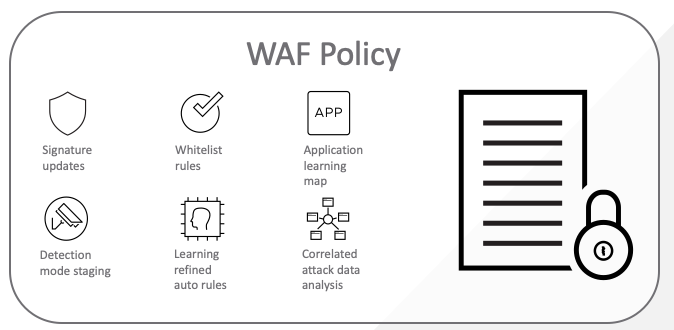 WAF Policy
Signature
updates
Whitelist
rules
APP
Application
learning
map
Detection
mode staging
Learning
refined
auto rules
Correlated
attack data
analysis